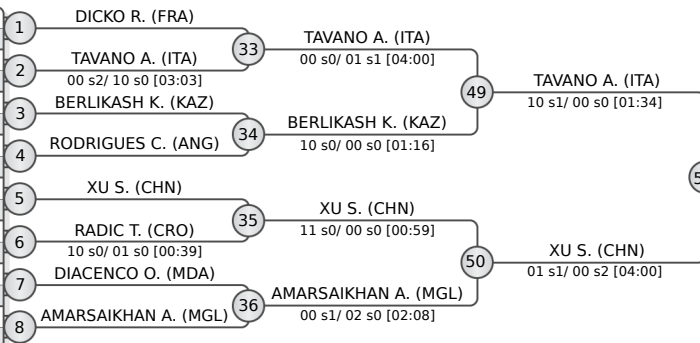 DICKO R. (FRA)
1
TAVANO A. (ITA)
2
00 s2/ 10 s0 [03:03]
33
TAVANO A. (ITA)
00 s0/ 01 s1 [04:00]
BERLIKASH K. (KAZ)
3
RODRIGUES C. (ANG)
4
34
BERLIKASH K. (KAZ)
10 s0/ 00 s0 [01:16]
49
TAVANO A. (ITA)
10 s1/ 00 s0 [01:34]
XU S. (CHN)
5
RADIC T. (CRO)
6
10 s0/ 01 s0 [00:39]
35
XU S. (CHN)
11 s0/ 00 s0 [00:59]
DIACENCO O. (MDA)
7
AMARSAIKHAN A. (MGL)
8
36
AMARSAIKHAN A. (MGL)
00 s1/ 02 s0 [02:08]
50
XU S. (CHN)
01 s1/ 00 s2 [04:00]